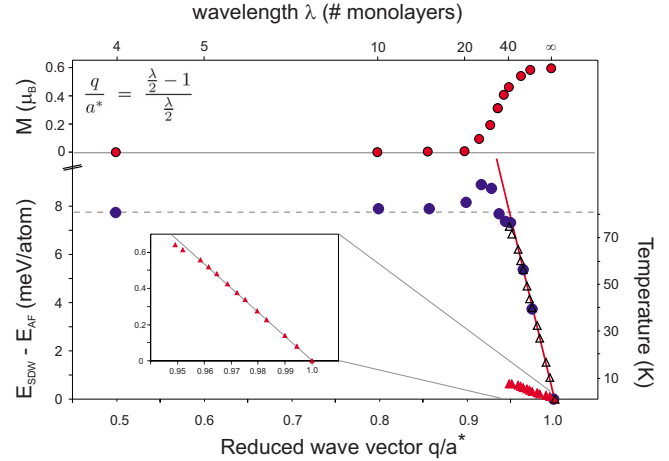 wavelength λ (# monolayers)
4 5 10 20 40 ∞
q/a* = (λ/2 − 1)/(λ/2)
M (μB)
0.6
0.4
0.2
0
E_SDW - E_AF (meV/atom)
8
6
4
2
0
Temperature (K)
70
50
30
10
0.6
0.4
0.2
0
0.95 0.96 0.97 0.98 0.99 1.0
0.5 0.6 0.7 0.8 0.9 1.0
Reduced wave vector q/a*